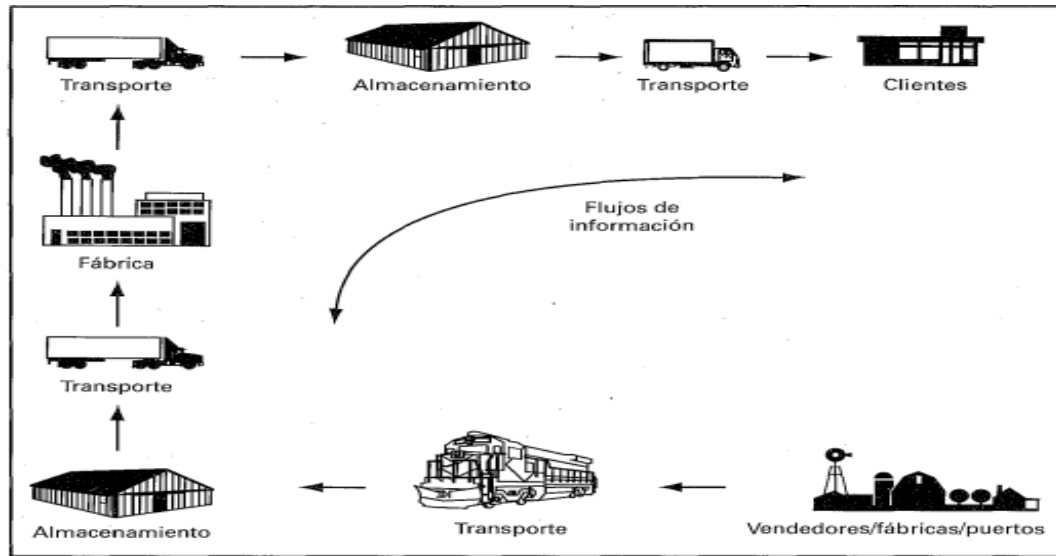 Transporte
Almacenamiento
Transporte
Clientes
Flujos de
información
Fábrica
Transporte
Almacenamiento
Transporte
Vendedores/fábricas/puertos